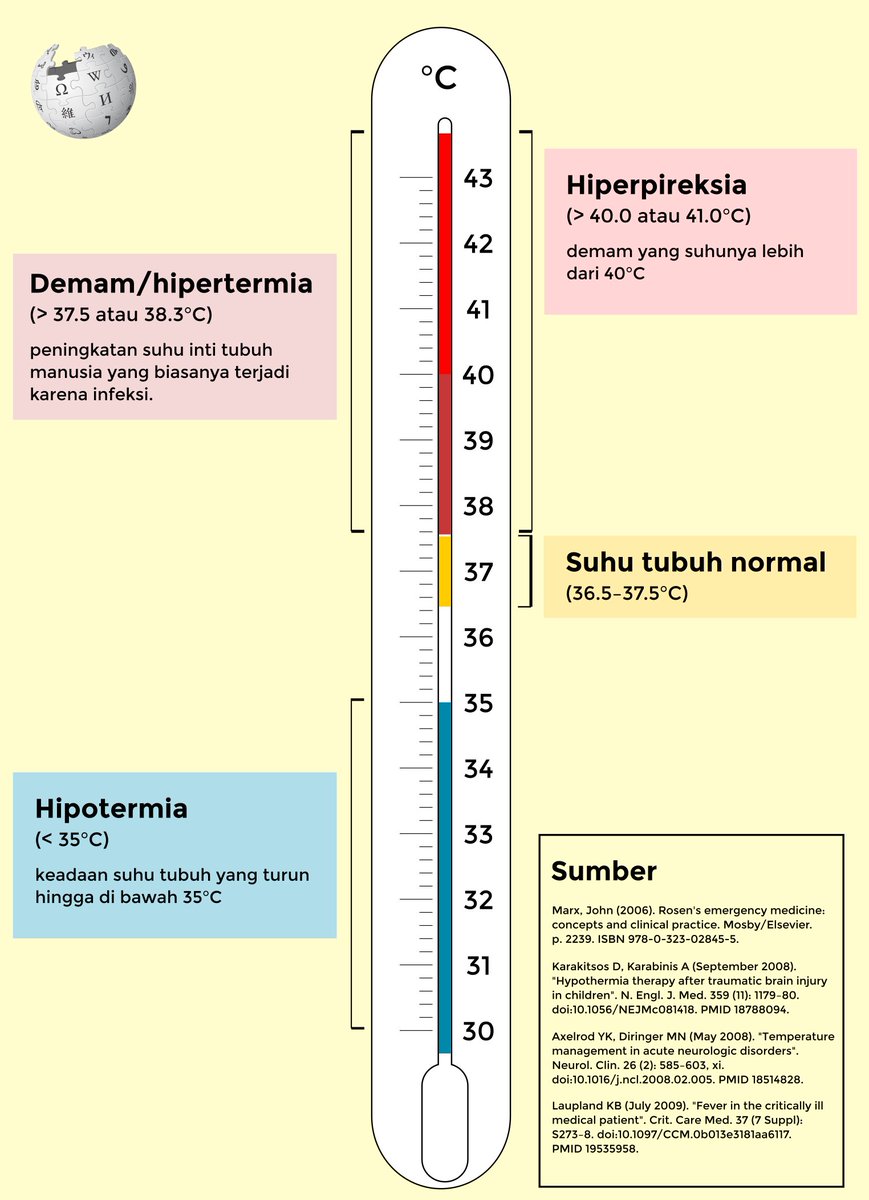 °C
43
42
41
40
39
38
37
36
35
34
33
32
31
30
Demam/hipertermia
(> 37.5 atau 38.3°C)
peningkatan suhu inti tubuh
manusia yang biasanya terjadi
karena infeksi.
Hiperpireksia
(> 40.0 atau 41.0°C)
demam yang suhunya lebih
dari 40°C
Suhu tubuh normal
(36.5–37.5°C)
Hipotermia
(< 35°C)
keadaan suhu tubuh yang turun
hingga di bawah 35°C
Sumber
Marx, John (2006). Rosen's emergency medicine:
concepts and clinical practice. Mosby/Elsevier.
p. 2239. ISBN 978-0-323-02845-5.
Karakitsos D, Karabinis A (September 2008).
"Hypothermia therapy after traumatic brain injury
in children". N. Engl. J. Med. 359 (11): 1179–80.
doi:10.1056/NEJMc081418. PMID 18788094.
Axelrod YK, Diringer MN (May 2008). "Temperature
management in acute neurologic disorders".
Neurol. Clin. 26 (2): 585–603, xi.
doi:10.1016/j.ncl.2008.02.005. PMID 18514828.
Laupland KB (July 2009). "Fever in the critically ill
medical patient". Crit. Care Med. 37 (7 Suppl):
S273–8. doi:10.1097/CCM.0b013e3181aa6117.
PMID 19535958.